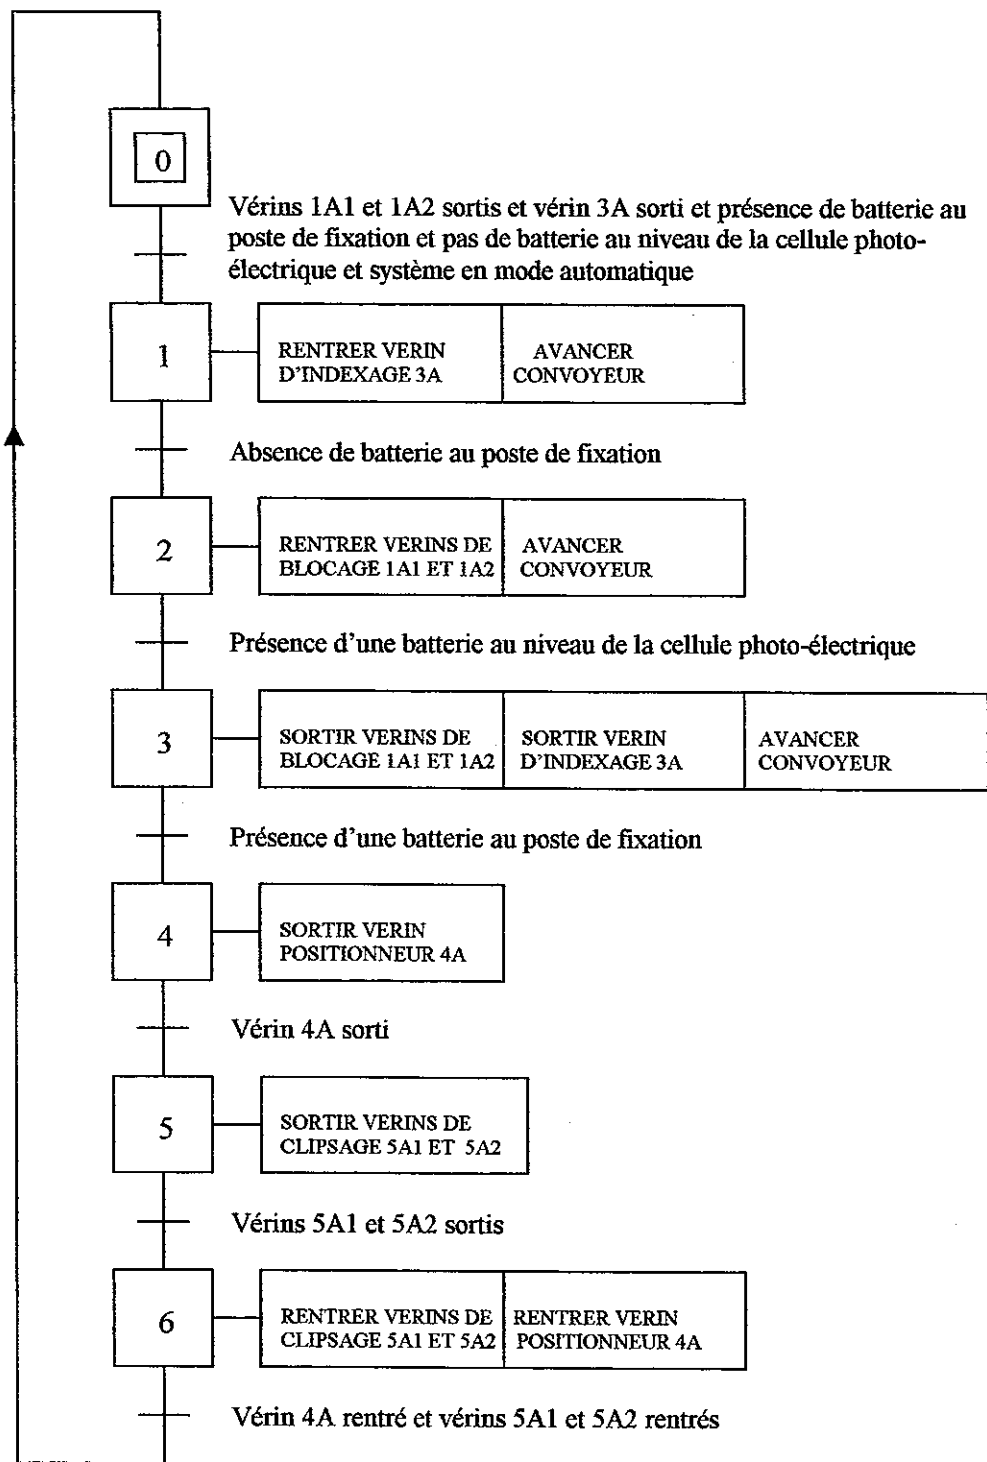 0
Vérins 1A1 et 1A2 sortis et vérin 3A sorti et présence de batterie au
poste de fixation et pas de batterie au niveau de la cellule photo-
électrique et système en mode automatique
1
RENTRER VERIN
D'INDEXAGE 3A
AVANCER
CONVOYEUR
Absence de batterie au poste de fixation
2
RENTRER VERINS DE
BLOCAGE 1A1 ET 1A2
AVANCER
CONVOYEUR
Présence d'une batterie au niveau de la cellule photo-électrique
3
SORTIR VERINS DE
BLOCAGE 1A1 ET 1A2
SORTIR VERIN
D'INDEXAGE 3A
AVANCER
CONVOYEUR
Présence d'une batterie au poste de fixation
4
SORTIR VERIN
POSITIONNEUR 4A
Vérin 4A sorti
5
SORTIR VERINS DE
CLIPSAGE 5A1 ET 5A2
Vérins 5A1 et 5A2 sortis
6
RENTRER VERINS DE
CLIPSAGE 5A1 ET 5A2
RENTRER VERIN
POSITIONNEUR 4A
Vérin 4A rentré et vérins 5A1 et 5A2 rentrés